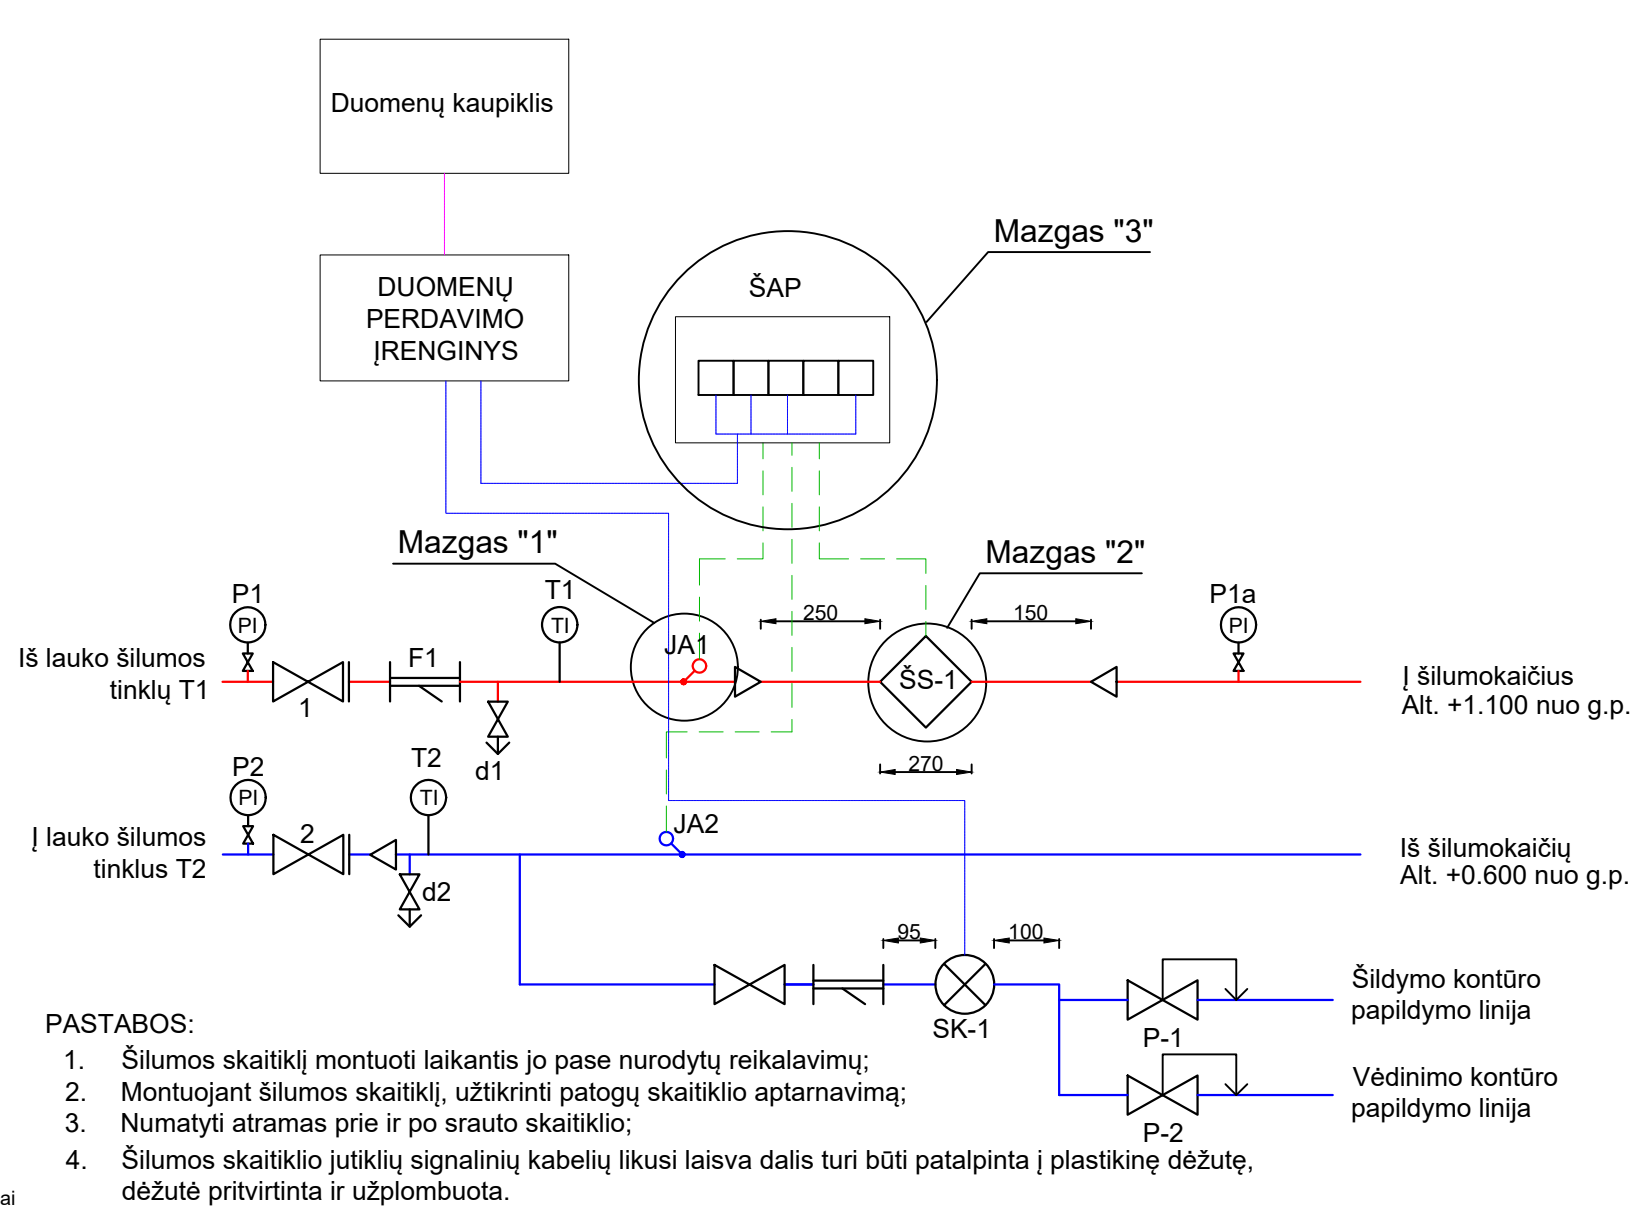 Duomenų kaupiklis
DUOMENŲ
PERDAVIMO
ĮRENGINYS
Mazgas "3"
ŠAP
Mazgas "1"
Mazgas "2"
P1
PI
T1
TI
250
150
P1a
PI
Iš lauko šilumos
tinklų T1
F1
JA1
ŠS-1
1
d1
270
Į šilumokaičius
Alt. +1.100 nuo g.p.
P2
PI
T2
TI
Į lauko šilumos
tinklus T2
2
d2
JA2
Iš šilumokaičių
Alt. +0.600 nuo g.p.
95
100
SK-1
P-1
Šildymo kontūro
papildymo linija
P-2
Vėdinimo kontūro
papildymo linija
PASTABOS:
1. Šilumos skaitiklį montuoti laikantis jo pase nurodytų reikalavimų;
2. Montuojant šilumos skaitiklį, užtikrinti patogų skaitiklio aptarnavimą;
3. Numatyti atramas prie ir po srauto skaitiklio;
4. Šilumos skaitiklio jutiklių signalinių kabelių likusi laisva dalis turi būti patalpinta į plastikinę dėžutę,
dėžutė pritvirtinta ir užplombuota.
ai